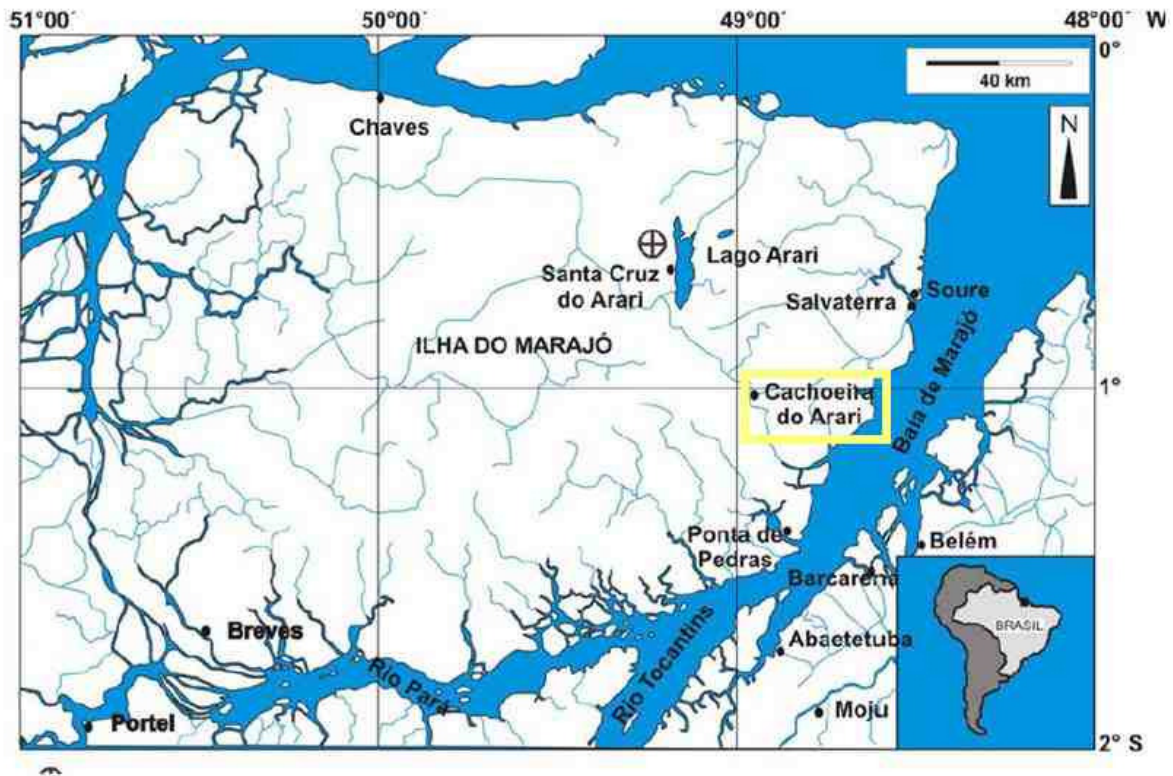 51°00´ 50°00´ 49°00´ 48°00´ W
0°
40 km
N
Chaves
Lago Arari
Santa Cruz
do Arari
Soure
Salvaterra
ILHA DO MARAJÓ
Baia de Marajó
1°
Cachoeira
do Arari
Ponta de
Pedras
Belém
Barcarena
BRASIL
Breves
Abaetetuba
Rio Pará
Rio Tocantins
Portel
Moju
2° S